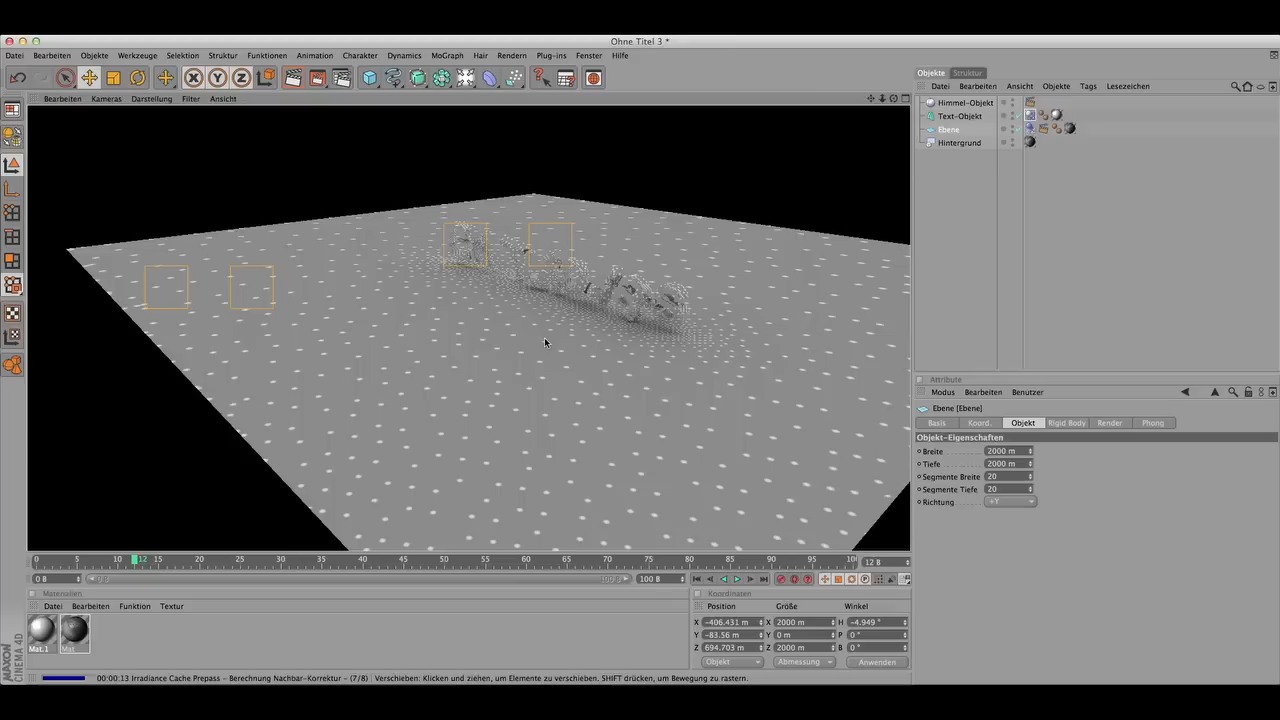 Ohne Titel 3 *
Datei Bearbeiten Objekte Werkzeuge Selektion Struktur Funktionen Animation Charakter Dynamics MoGraph Hair Rendern Plug-ins Fenster Hilfe
X Y Z
Bearbeiten Kameras Darstellung Filter Ansicht
Objekte Struktur
Datei Bearbeiten Ansicht Objekte Tags Lesezeichen
Himmel-Objekt
Text-Objekt
Ebene
Hintergrund
Attribute
Modus Bearbeiten Benutzer
Ebene [Ebene]
Basis Koord. Objekt Rigid Body Render Phong
Objekt-Eigenschaften
Breite 2000 m
Tiefe 2000 m
Segmente Breite 20
Segmente Tiefe 20
Richtung +Y
0 5 10 12 15 20 25 30 35 40 45 50 55 60 65 70 75 80 85 90 95 100 12 B
0 B 0 B 100 B 100 B
Materialien
Datei Bearbeiten Funktion Textur
Mat.1 Mat
Koordinaten
Position Größe Winkel
X -406.431 m X 2000 m H -4.949 °
Y -83.56 m Y 0 m P 0 °
Z 694.703 m Z 2000 m B 0 °
Objekt Abmessung Anwenden
MAXON CINEMA 4D
00:00:13 Irradiance Cache Prepass - Berechnung Nachbar-Korrektur - (7/8) Verschieben: Klicken und ziehen, um Elemente zu verschieben. SHIFT drücken, um Bewegung zu rastern.